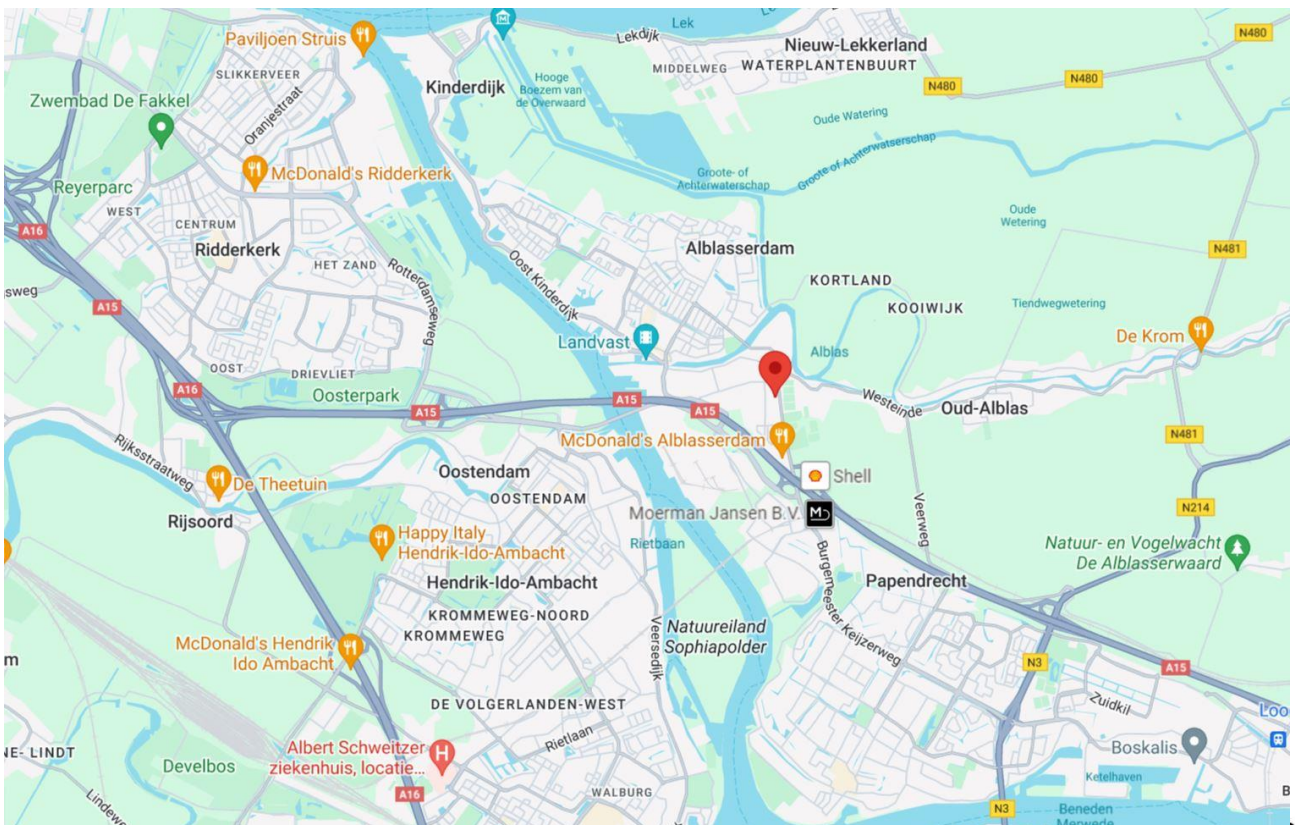 Lek
Le
Paviljoen Struis
Lekdijk
Nieuw-Lekkerland
WATERPLANTENBUURT
MIDDELWEG
N480
SLIKKERVEER
Kinderdijk
Hooge
Boezem van
de Overwaard
N480
N480
Zwembad De Fakkel
Oranjestraat
Oude Watering
Groote of Achterwaterschap
McDonald's Ridderkerk
Groote- of
Achterwaterschap
Reyerparc
WEST
CENTRUM
Oude
Wetering
A16
Ridderkerk
HET ZAND
Rotterdamseweg
Oost Kinderdijk
Alblasserdam
N481
KORTLAND
KOOIWIJK
Tiendwegwetering
sweg
A15
De Krom
Landvast
Alblas
OOST
DRIEVLIET
A16
Oosterpark
A15
A15
A15
Westeinde
Oud-Alblas
McDonald's Alblasserdam
N481
Rijksstraatweg
Oostendam
OOSTENDAM
De Theetuin
Shell
Veerweg
N214
Rijsoord
Moerman Jansen B.V.
Happy Italy
Hendrik-Ido-Ambacht
Rietbaan
Natuur- en Vogelwacht
De Alblasserwaard
Hendrik-Ido-Ambacht
Burgemeester Keijzerweg
Papendrecht
KROMMEWEG-NOORD
KROMMEWEG
Veersedijk
Natuureiland
Sophiapolder
McDonald's Hendrik
Ido Ambacht
m
N3
A15
DE VOLGERLANDEN-WEST
Zuidkil
Loo
Rietlaan
NE- LINDT
Develbos
Albert Schweitzer
ziekenhuis, locatie...
H
Boskalis
Ketelhaven
A16
WALBURG
Lindeweg
N3
Beneden
Merwede
B